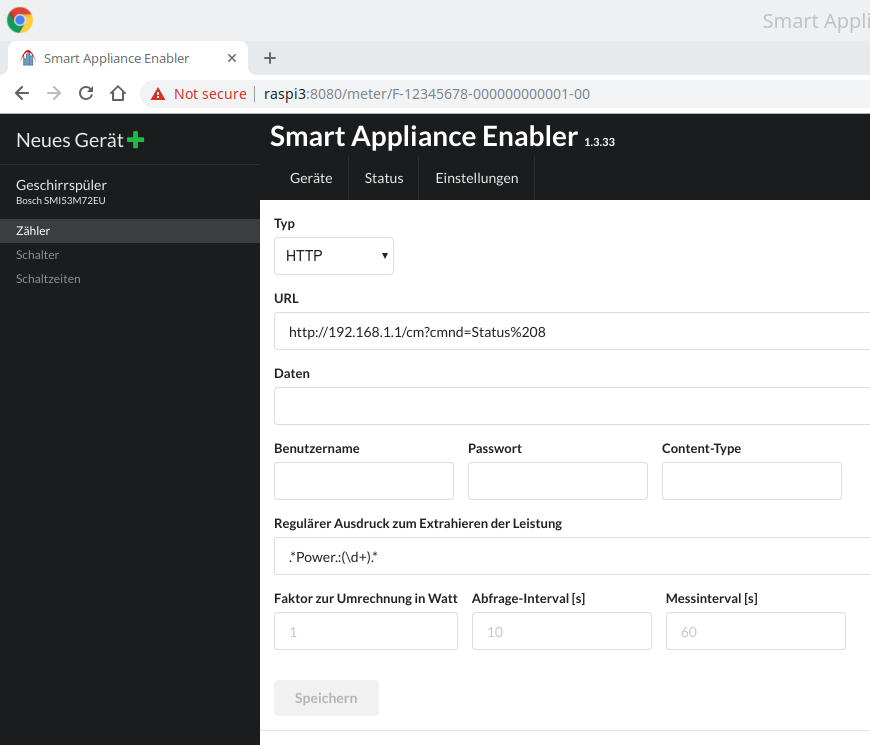 Smart Appli
Smart Appliance Enabler
Not secure | raspi3:8080/meter/F-12345678-000000000001-00
Neues Gerät
Smart Appliance Enabler 1.3.33
Geräte Status Einstellungen
Geschirrspüler
Bosch SMI53M72EU
Zähler
Schalter
Schaltzeiten
Typ
HTTP
URL
http://192.168.1.1/cm?cmnd=Status%208
Daten
Benutzername Passwort Content-Type
Regulärer Ausdruck zum Extrahieren der Leistung
.*Power.:(\d+).*
Faktor zur Umrechnung in Watt Abfrage-Interval [s] Messinterval [s]
1 10 60
Speichern